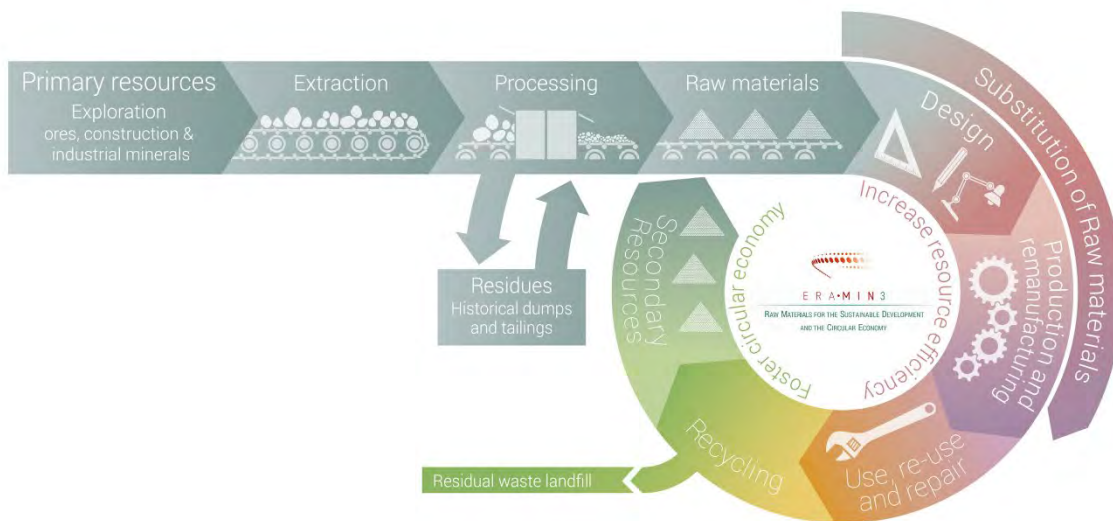 Primary resources
Exploration
ores, construction &
industrial minerals
Extraction
Processing
Raw materials
Design
Substitution of Raw materials
Production and
remanufacturing
Use, re-use
and repair
Recycling
Residual waste landfill
Secondary
Resources
Residues
Historical dumps
and tailings
Foster circular economy
Increase resource efficiency
ERA•MIN3
RAW MATERIALS FOR THE SUSTAINABLE DEVELOPMENT
AND THE CIRCULAR ECONOMY